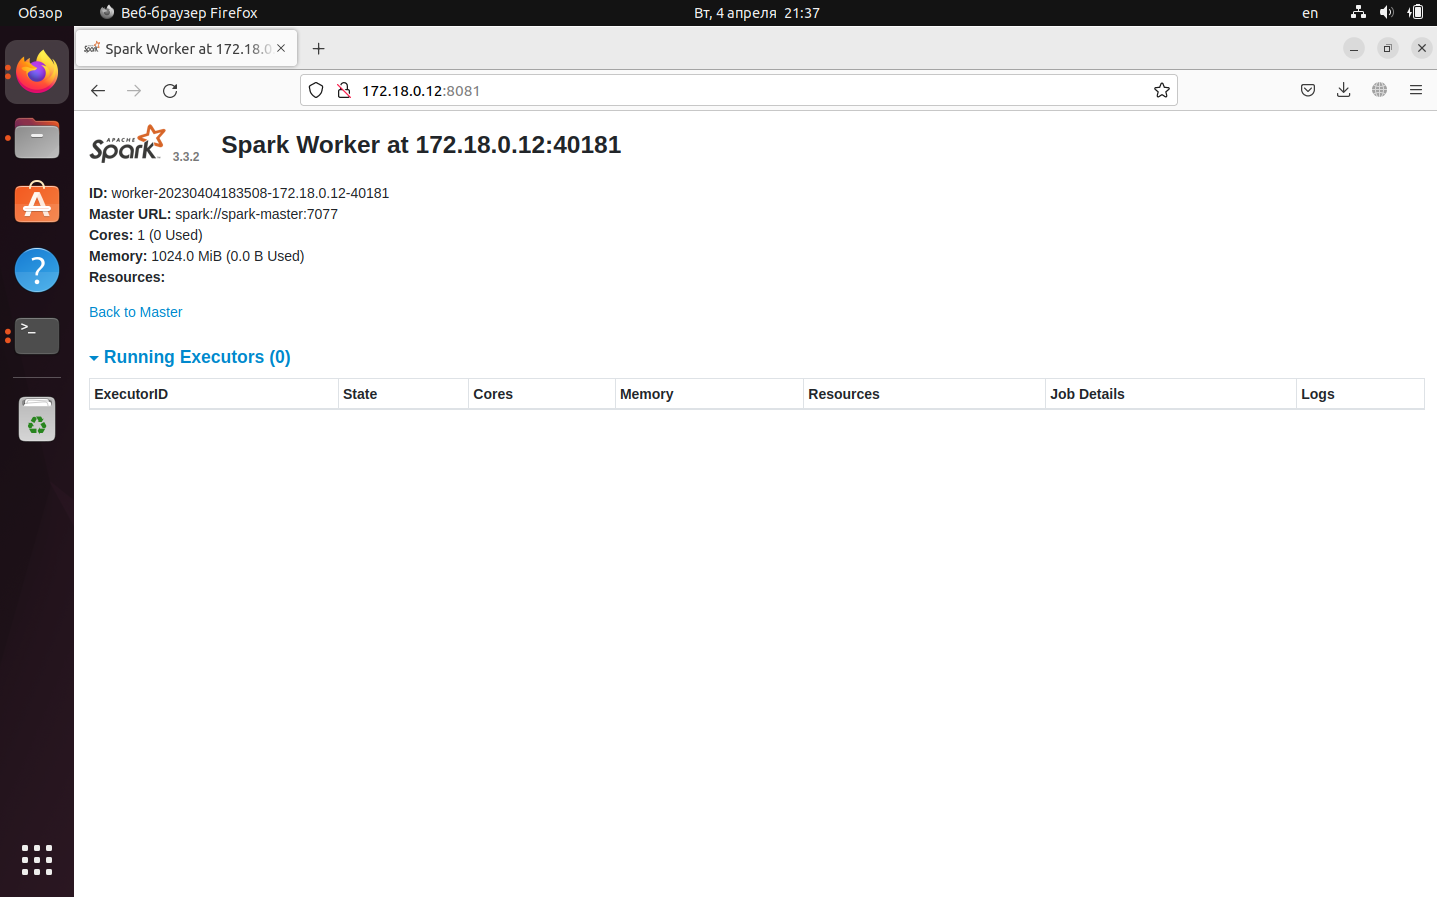 Обзор
Веб-браузер Firefox
Вт, 4 апреля 21:37
en
Spark Worker at 172.18.0
172.18.0.12:8081
APACHE Spark 3.3.2
Spark Worker at 172.18.0.12:40181
ID: worker-20230404183508-172.18.0.12-40181
Master URL: spark://spark-master:7077
Cores: 1 (0 Used)
Memory: 1024.0 MiB (0.0 B Used)
Resources:
Back to Master
Running Executors (0)
ExecutorID State Cores Memory Resources Job Details Logs